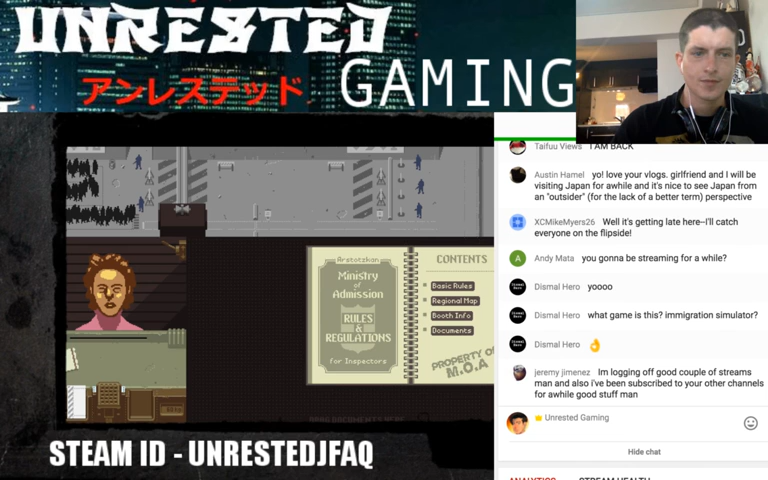 UNRESTED
アンレステッド GAMING
Taifuu Views I AM BACK
Austin Hamel yo! love your vlogs. girlfriend and I will be
visiting Japan for awhile and it's nice to see Japan from
an "outsider" (for the lack of a better term) perspective
XCMikeMyers26 Well it's getting late here--I'll catch
everyone on the flipside!
A Andy Mata you gonna be streaming for a while?
Dismal Hero yoooo
Dismal Hero what game is this? immigration simulator?
Dismal Hero 👌
jeremy jimenez Im logging off good couple of streams
man and also i've been subscribed to your other channels
for awhile good stuff man
Unrested Gaming
Hide chat
ANALYTICS STREAM HEALTH
Arstotzkan
Ministry
of
Admission
RULES
&
REGULATIONS
for Inspectors
CONTENTS
Basic Rules
Regional Map
Booth Info
Documents
PROPERTY OF
M.O.A
STEAM ID - UNRESTEDJFAQ